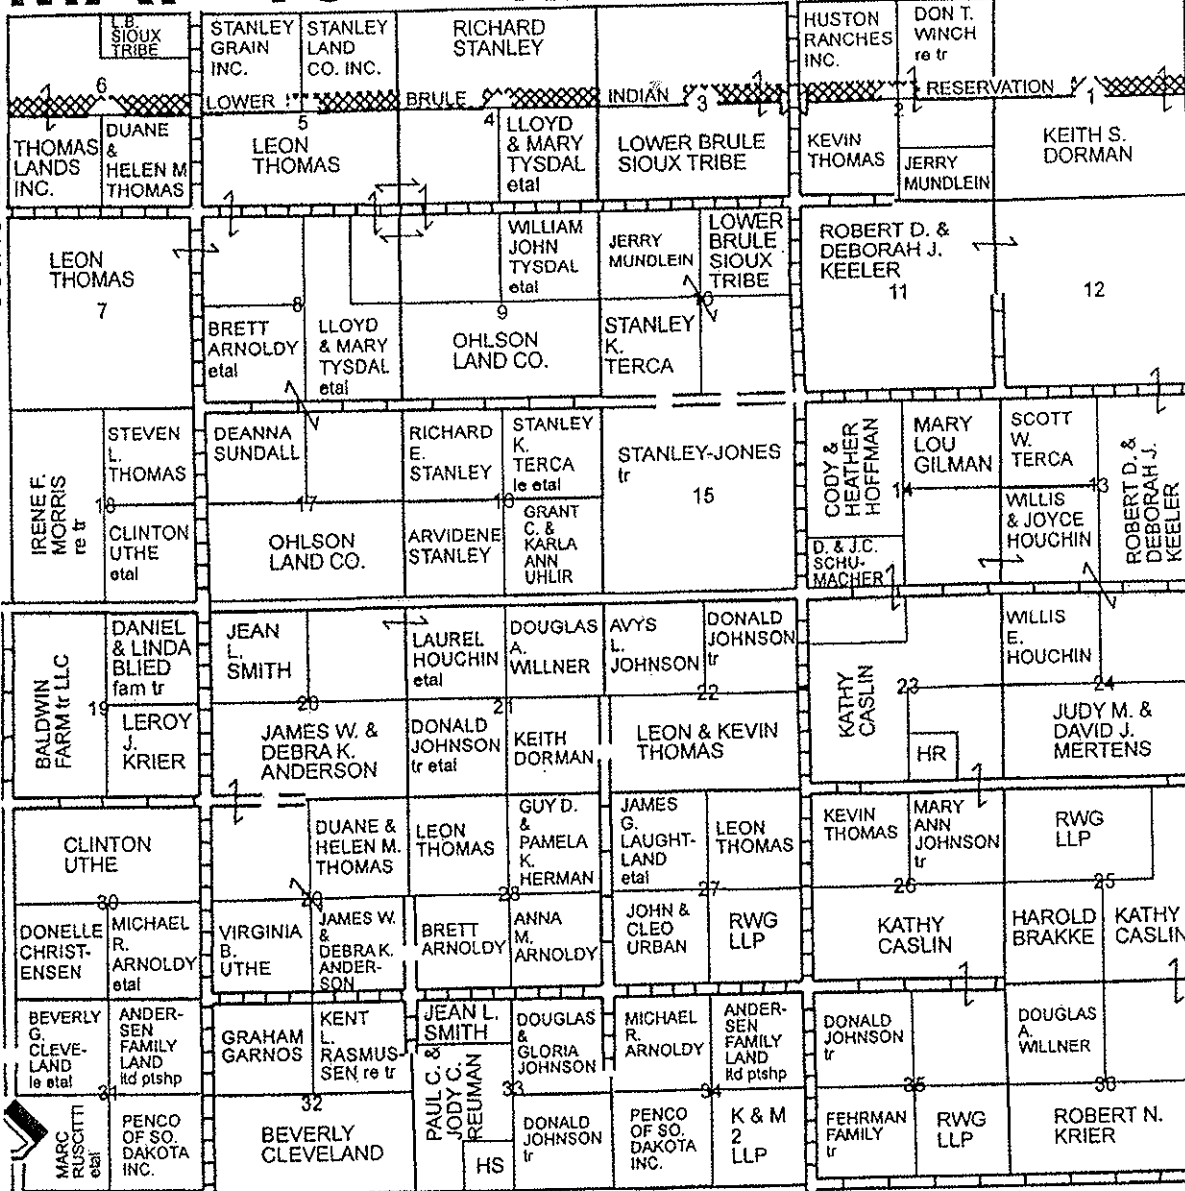 L.B.
SIOUX
TRIBE
STANLEY
GRAIN
INC.
STANLEY
LAND
CO. INC.
RICHARD
STANLEY
HUSTON
RANCHES
INC.
DON T.
WINCH
re tr
6
LOWER
BRULE
INDIAN
RESERVATION
5
4
3
2
1
THOMAS
LANDS
INC.
DUANE
&
HELEN M
THOMAS
LEON
THOMAS
LLOYD
& MARY
TYSDAL
etal
LOWER BRULE
SIOUX TRIBE
KEVIN
THOMAS
JERRY
MUNDLEIN
KEITH S.
DORMAN
LEON
THOMAS
7
8
BRETT
ARNOLDY
etal
LLOYD
& MARY
TYSDAL
etal
WILLIAM
JOHN
TYSDAL
etal
9
OHLSON
LAND CO.
JERRY
MUNDLEIN
LOWER
BRULE
SIOUX
TRIBE
10
STANLEY
K.
TERCA
ROBERT D. &
DEBORAH J.
KEELER
11
12
IRENE F.
MORRIS
re tr
STEVEN
L.
THOMAS
18
CLINTON
UTHE
etal
DEANNA
SUNDALL
17
OHLSON
LAND CO.
RICHARD
E.
STANLEY
STANLEY
K.
TERCA
le etal
16
ARVIDENE
STANLEY
GRANT
C. &
KARLA
ANN
UHLIR
STANLEY-JONES
tr
15
CODY &
HEATHER
HOFFMAN
14
D. & J.C.
SCHU-
MACHER
MARY
LOU
GILMAN
SCOTT
W.
TERCA
13
WILLIS
& JOYCE
HOUCHIN
ROBERT D. &
DEBORAH J.
KEELER
BALDWIN
FARM tr LLC
DANIEL
& LINDA
BLIED
fam tr
19
LEROY
J.
KRIER
JEAN
L.
SMITH
20
JAMES W. &
DEBRA K.
ANDERSON
LAUREL
HOUCHIN
etal
DOUGLAS
A.
WILLNER
21
DONALD
JOHNSON
tr etal
KEITH
DORMAN
AVYS
L.
JOHNSON
DONALD
JOHNSON
tr
22
LEON & KEVIN
THOMAS
KATHY
CASLIN
23
HR
WILLIS
E.
HOUCHIN
24
JUDY M. &
DAVID J.
MERTENS
CLINTON
UTHE
30
DONELLE
CHRIST-
ENSEN
MICHAEL
R.
ARNOLDY
etal
DUANE &
HELEN M.
THOMAS
29
VIRGINIA
B.
UTHE
JAMES W.
&
DEBRA K.
ANDER-
SON
LEON
THOMAS
GUY D.
&
PAMELA
K.
HERMAN
28
BRETT
ARNOLDY
ANNA
M.
ARNOLDY
JAMES
G.
LAUGHT-
LAND
etal
LEON
THOMAS
27
JOHN &
CLEO
URBAN
RWG
LLP
KEVIN
THOMAS
MARY
ANN
JOHNSON
tr
26
KATHY
CASLIN
RWG
LLP
25
HAROLD
BRAKKE
KATHY
CASLIN
BEVERLY
G.
CLEVE-
LAND
le etal
ANDER-
SEN
FAMILY
LAND
ltd ptshp
31
MARC
RUSCITTI
etal
PENCO
OF SO.
DAKOTA
INC.
GRAHAM
GARNOS
KENT
L.
RASMUS-
SEN re tr
32
BEVERLY
CLEVELAND
JEAN L.
SMITH
PAUL C. &
JODY C.
REUMAN
HS
DOUGLAS
&
GLORIA
JOHNSON
33
DONALD
JOHNSON
tr
MICHAEL
R.
ARNOLDY
ANDER-
SEN
FAMILY
LAND
ltd ptshp
34
PENCO
OF SO.
DAKOTA
INC.
K & M
2
LLP
DONALD
JOHNSON
tr
35
FEHRMAN
FAMILY
tr
RWG
LLP
DOUGLAS
A.
WILLNER
36
ROBERT N.
KRIER